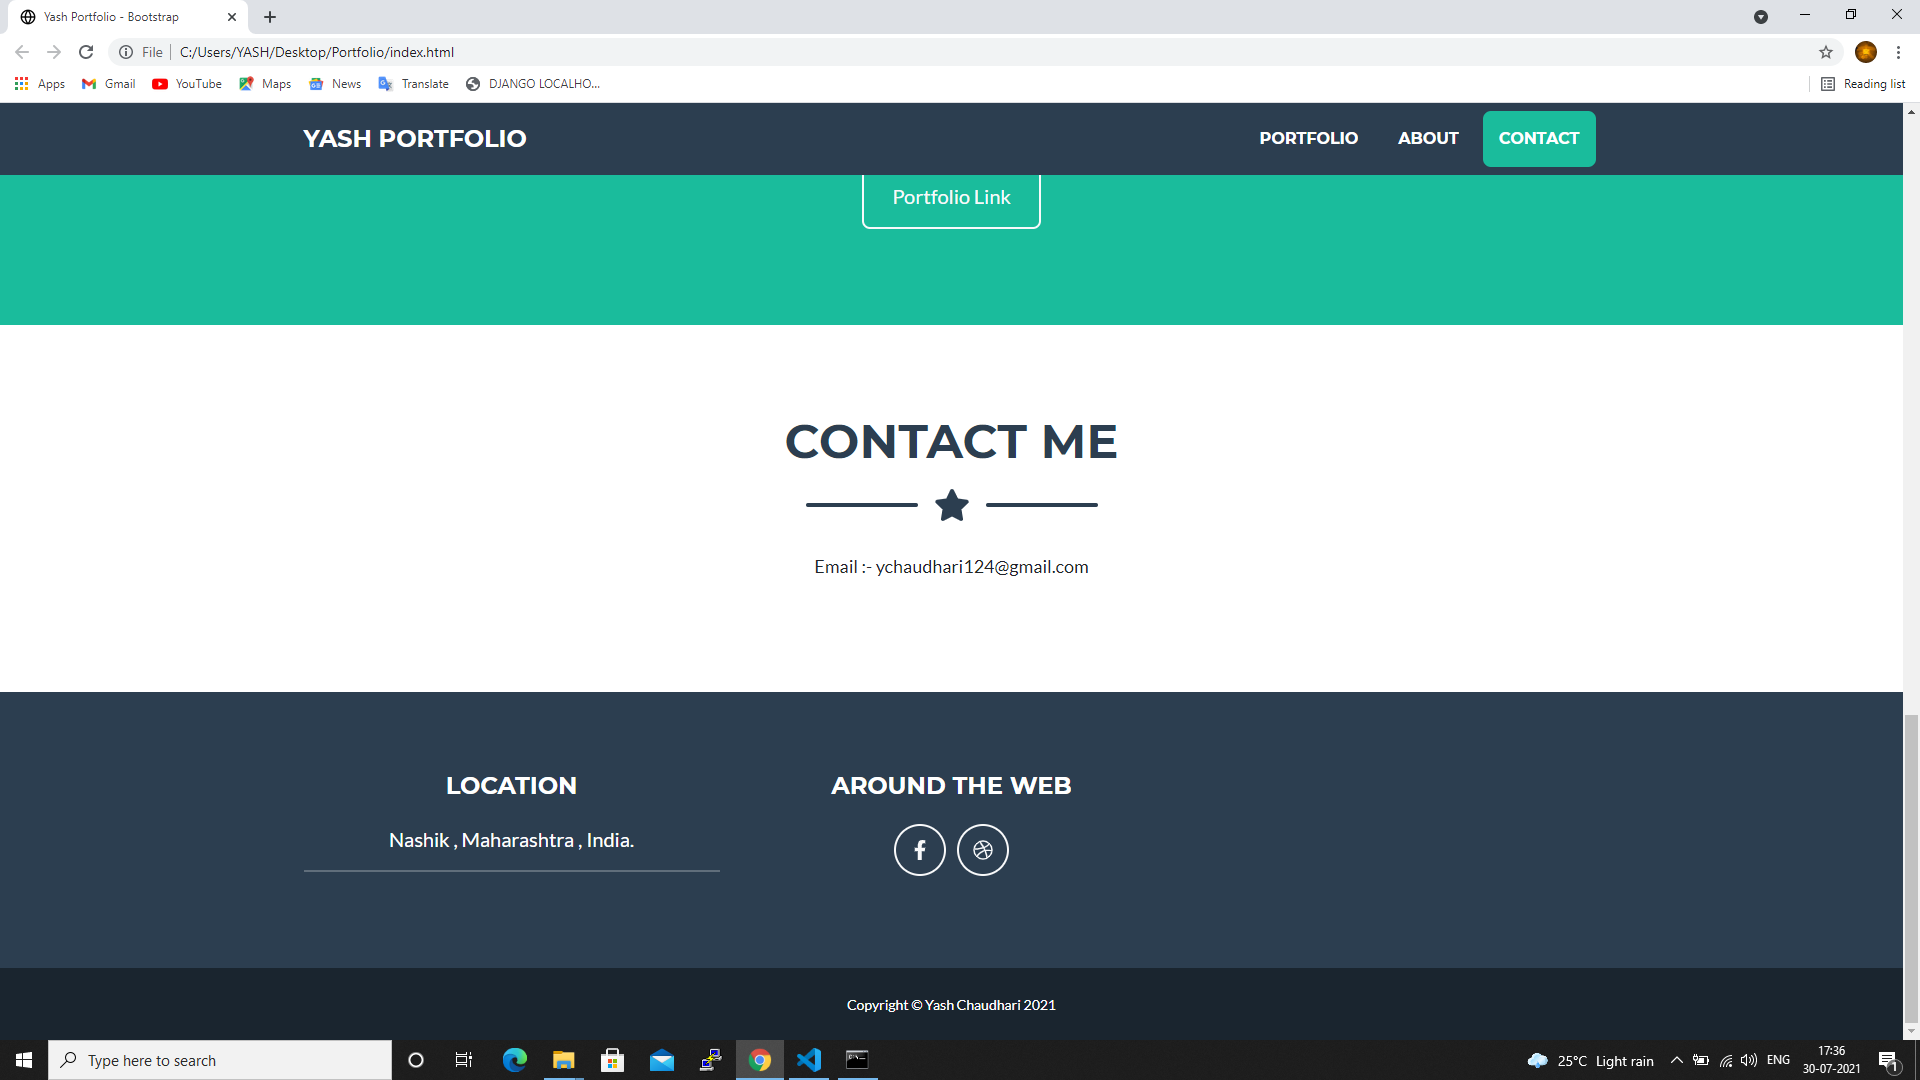 Yash Portfolio - Bootstrap
File C:/Users/YASH/Desktop/Portfolio/index.html
Apps Gmail YouTube Maps News Translate DJANGO LOCALHO... Reading list
YASH PORTFOLIO PORTFOLIO ABOUT CONTACT
Portfolio Link
CONTACT ME
Email :- ychaudhari124@gmail.com
LOCATION
Nashik , Maharashtra , India.
AROUND THE WEB
Copyright © Yash Chaudhari 2021
Type here to search
25°C Light rain
ENG
17:36
30-07-2021
1